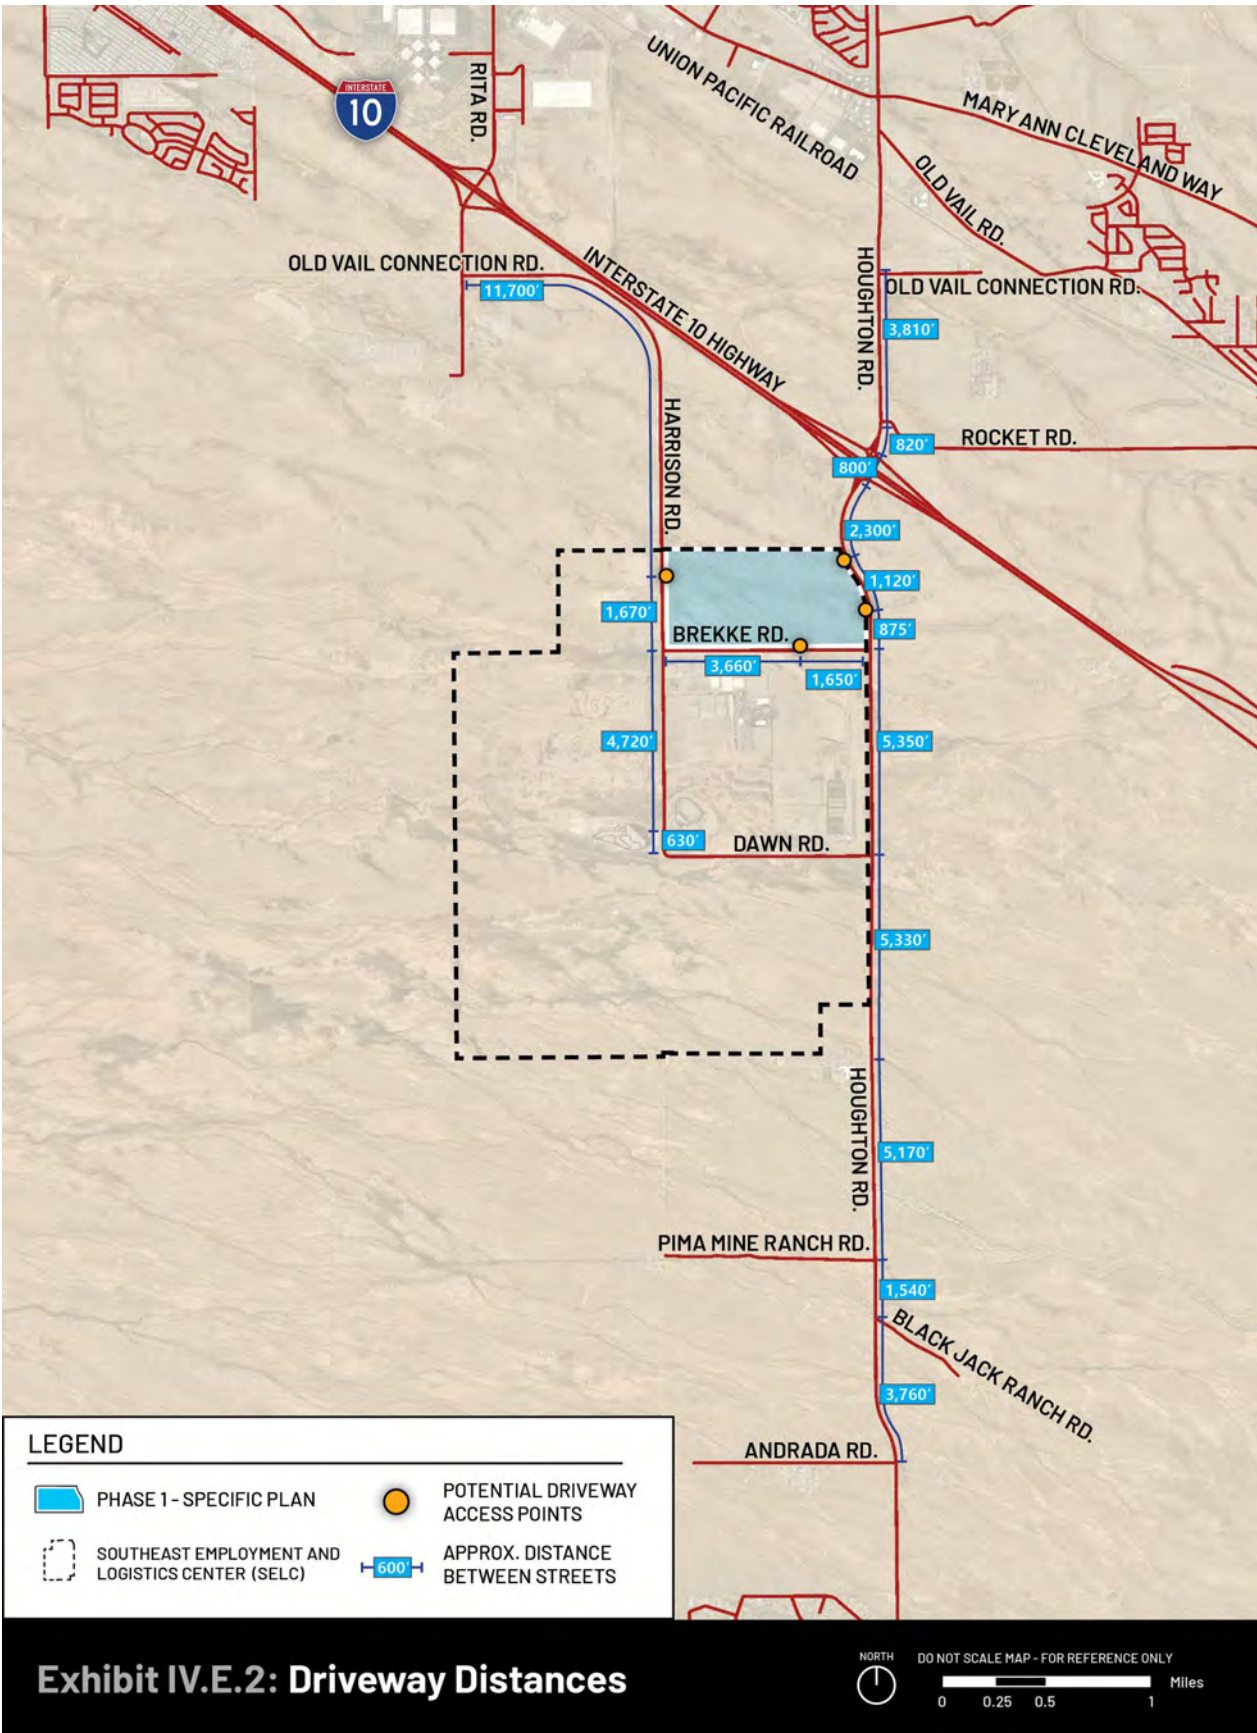 INTERSTATE
10
RITA RD.
UNION PACIFIC RAILROAD
MARY ANN CLEVELAND WAY
OLD VAIL RD.
OLD VAIL CONNECTION RD.
11,700'
INTERSTATE 10 HIGHWAY
HOUGHTON RD.
OLD VAIL CONNECTION RD.
3,810'
HARRISON RD.
820'
ROCKET RD.
800'
2,300'
1,120'
1,670'
BREKKE RD.
875'
3,660'
1,650'
4,720'
5,350'
630'
DAWN RD.
5,330'
HOUGHTON RD.
5,170'
PIMA MINE RANCH RD.
1,540'
BLACK JACK RANCH RD.
3,760'
ANDRADA RD.
LEGEND
PHASE 1 - SPECIFIC PLAN
POTENTIAL DRIVEWAY
ACCESS POINTS
SOUTHEAST EMPLOYMENT AND
LOGISTICS CENTER (SELC)
600'
APPROX. DISTANCE
BETWEEN STREETS
Exhibit IV.E.2: Driveway Distances
NORTH
DO NOT SCALE MAP - FOR REFERENCE ONLY
Miles
0 0.25 0.5 1